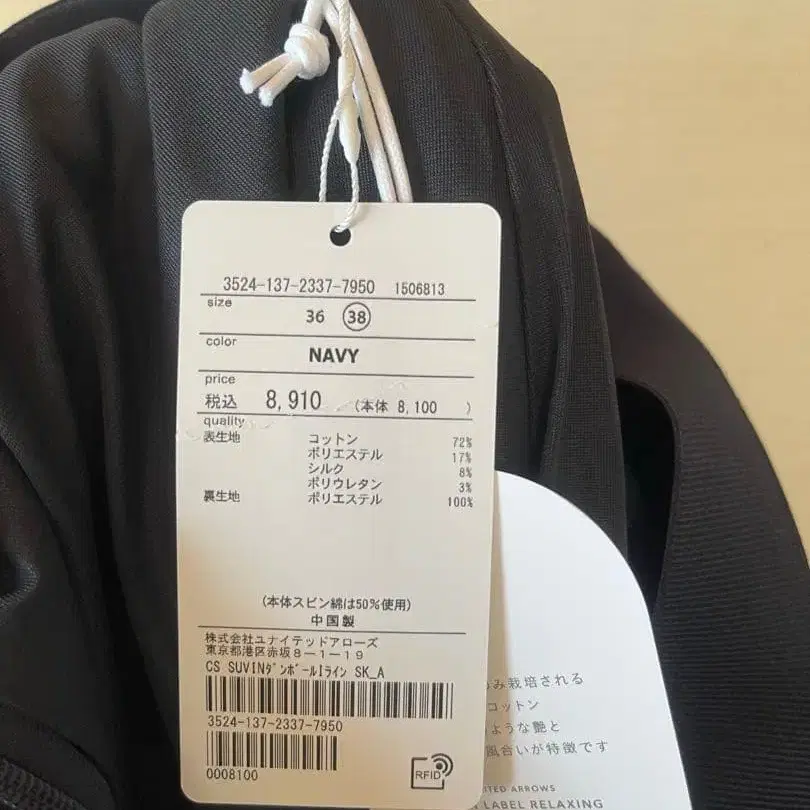 3524-137-2337-7950 1506813
size
36 38
color
NAVY
price
税込 8,910 (本体 8,100 )
quality
表生地 コットン 72%
ポリエステル 17%
シルク 8%
ポリウレタン 3%
裏生地 ポリエステル 100%
(本体スビン綿は50%使用)
中国製
株式会社ユナイテッドアローズ
東京都港区赤坂8-1-19
CS SUVINダンボールIライン SK_A
3524-137-2337-7950
0008100
RFID
み栽培される
コットン
ような艶と
風合いが特徴です
ITED ARROWS
LABEL RELAXING